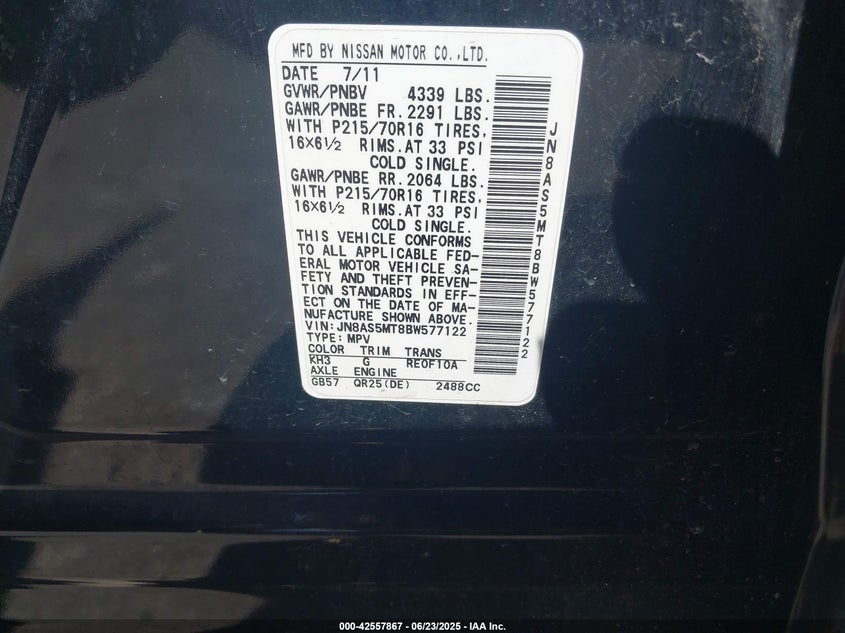 MFD BY NISSAN MOTOR CO.,LTD.
DATE 7/11
GVWR/PNBV 4339 LBS.
GAWR/PNBE FR. 2291 LBS.
WITH P215/70R16 TIRES,
16×6½ RIMS.AT 33 PSI
COLD SINGLE.
GAWR/PNBE RR. 2064 LBS.
WITH P215/70R16 TIRES,
16×6½ RIMS.AT 33 PSI
COLD SINGLE.
THIS VEHICLE CONFORMS
TO ALL APPLICABLE FED-
ERAL MOTOR VEHICLE SA-
FETY AND THEFT PREVEN-
TION STANDARDS IN EFF-
ECT ON THE DATE OF MA-
NUFACTURE SHOWN ABOVE.
VIN:JN8AS5MT8BW577122
TYPE: MPV
COLOR TRIM TRANS
KH3 G RE0F10A
AXLE ENGINE
GB57 QR25(DE) 2488CC
JN8AS5MT8BW577122
000-42557867 - 06/23/2025 - IAA Inc.